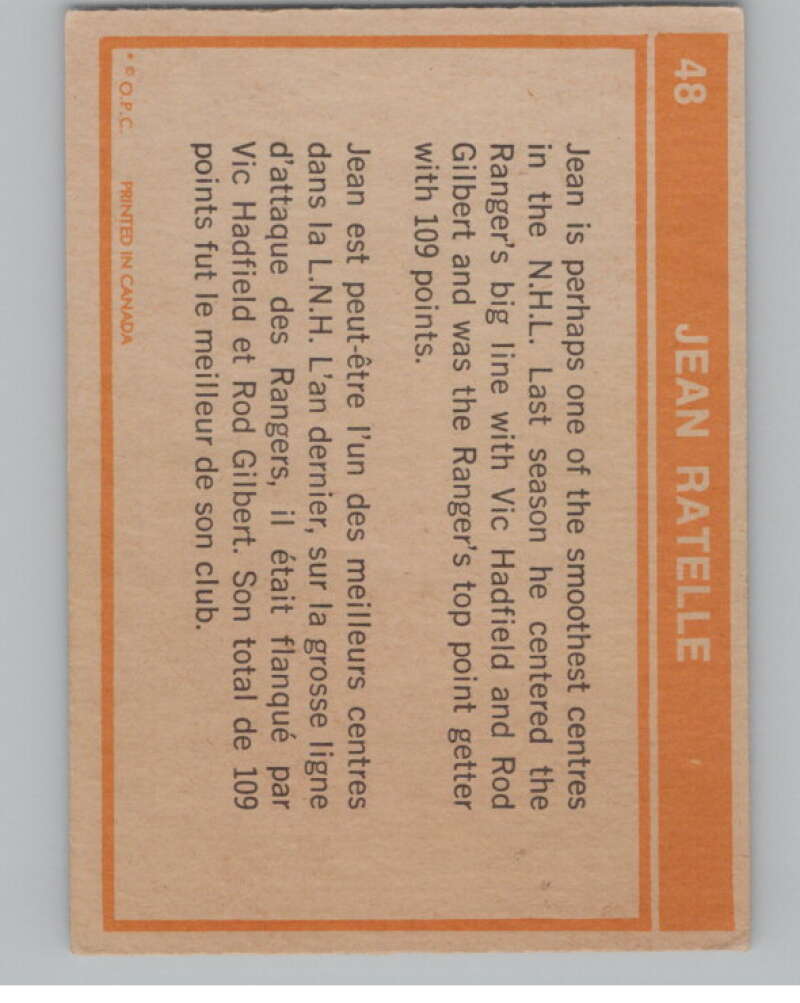 48 JEAN RATELLE
Jean is perhaps one of the smoothest centres
in the N.H.L. Last season he centered the
Ranger's big line with Vic Hadfield and Rod
Gilbert and was the Ranger's top point getter
with 109 points.
Jean est peut-être l'un des meilleurs centres
dans la L.N.H. L'an dernier, sur la grosse ligne
d'attaque des Rangers, il était flanqué par
Vic Hadfield et Rod Gilbert. Son total de 109
points fut le meilleur de son club.
* © O.P.C. PRINTED IN CANADA